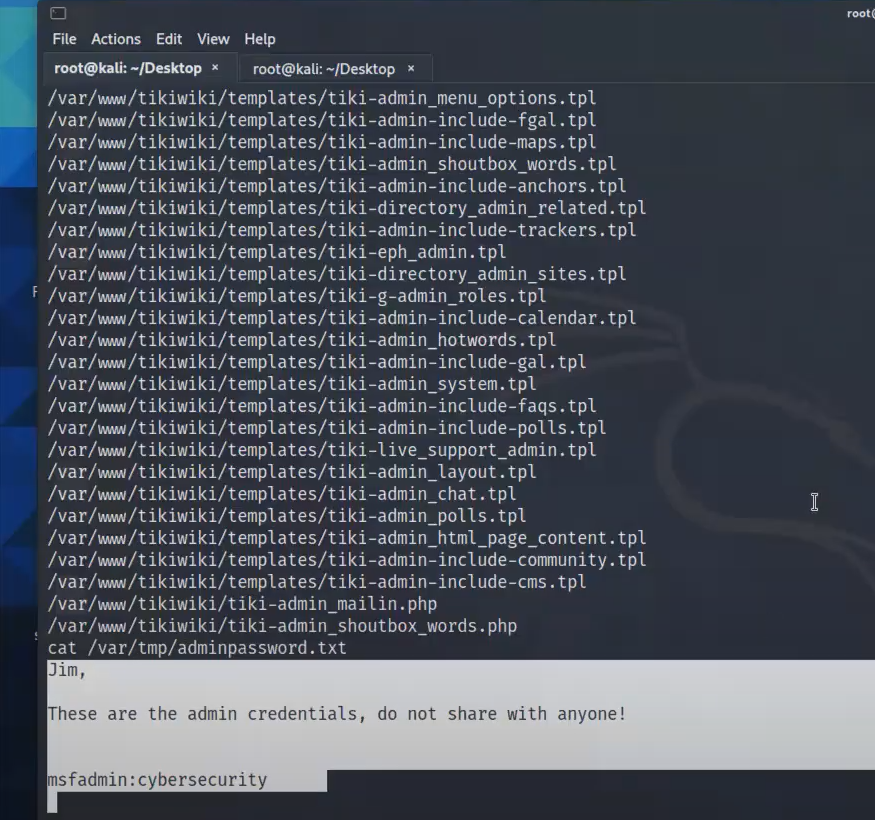 root@
File Actions Edit View Help
root@kali: ~/Desktop × root@kali: ~/Desktop ×
/var/www/tikiwiki/templates/tiki-admin_menu_options.tpl
/var/www/tikiwiki/templates/tiki-admin-include-fgal.tpl
/var/www/tikiwiki/templates/tiki-admin-include-maps.tpl
/var/www/tikiwiki/templates/tiki-admin_shoutbox_words.tpl
/var/www/tikiwiki/templates/tiki-admin-include-anchors.tpl
/var/www/tikiwiki/templates/tiki-directory_admin_related.tpl
/var/www/tikiwiki/templates/tiki-admin-include-trackers.tpl
/var/www/tikiwiki/templates/tiki-eph_admin.tpl
/var/www/tikiwiki/templates/tiki-directory_admin_sites.tpl
/var/www/tikiwiki/templates/tiki-g-admin_roles.tpl
/var/www/tikiwiki/templates/tiki-admin-include-calendar.tpl
/var/www/tikiwiki/templates/tiki-admin_hotwords.tpl
/var/www/tikiwiki/templates/tiki-admin-include-gal.tpl
/var/www/tikiwiki/templates/tiki-admin_system.tpl
/var/www/tikiwiki/templates/tiki-admin-include-faqs.tpl
/var/www/tikiwiki/templates/tiki-admin-include-polls.tpl
/var/www/tikiwiki/templates/tiki-live_support_admin.tpl
/var/www/tikiwiki/templates/tiki-admin_layout.tpl
/var/www/tikiwiki/templates/tiki-admin_chat.tpl
/var/www/tikiwiki/templates/tiki-admin_polls.tpl
/var/www/tikiwiki/templates/tiki-admin_html_page_content.tpl
/var/www/tikiwiki/templates/tiki-admin-include-community.tpl
/var/www/tikiwiki/templates/tiki-admin-include-cms.tpl
/var/www/tikiwiki/tiki-admin_mailin.php
/var/www/tikiwiki/tiki-admin_shoutbox_words.php
cat /var/tmp/adminpassword.txt
Jim,
These are the admin credentials, do not share with anyone!
msfadmin:cybersecurity